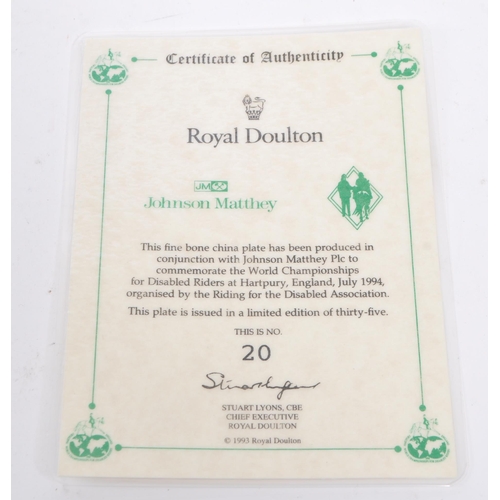 Certificate of Authenticity
Royal Doulton
JM
Johnson Matthey
This fine bone china plate has been produced in
conjunction with Johnson Matthey Plc to
commemorate the World Championships
for Disabled Riders at Hartpury, England, July 1994,
organised by the Riding for the Disabled Association.
This plate is issued in a limited edition of thirty-five.
THIS IS NO.
20
STUART LYONS, CBE
CHIEF EXECUTIVE
ROYAL DOULTON
© 1993 Royal Doulton